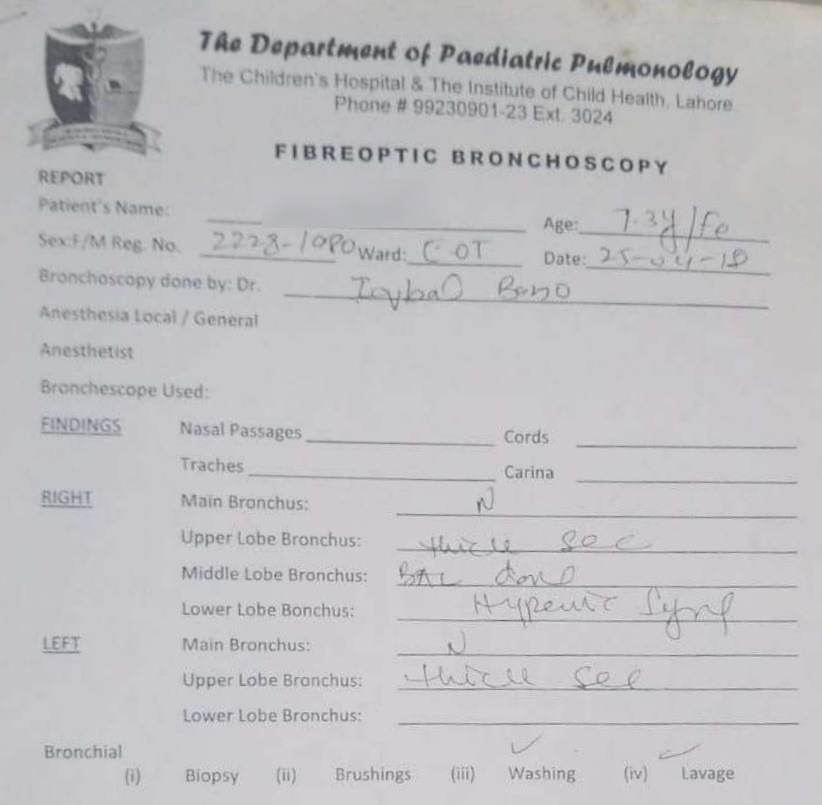 The Department of Paediatric Pulmonology
The Children's Hospital & The Institute of Child Health, Lahore
Phone # 99230901-23 Ext. 3024
FIBREOPTIC BRONCHOSCOPY
REPORT
Patient's Name: Age: 7.3y/Fe
Sex:F/M Reg. No. 2228-1080 Ward: C-OT Date: 25-04-18
Bronchoscopy done by: Dr. Iqbal Bano
Anesthesia Local / General
Anesthetist
Bronchescope Used:
FINDINGS Nasal Passages Cords
Traches Carina
RIGHT Main Bronchus: N
Upper Lobe Bronchus: thick sec
Middle Lobe Bronchus: BAL done
Lower Lobe Bonchus:
LEFT Main Bronchus: N
Upper Lobe Bronchus: thick sec
Lower Lobe Bronchus:
Bronchial
(i) Biopsy (ii) Brushings (iii) Washing (iv) Lavage